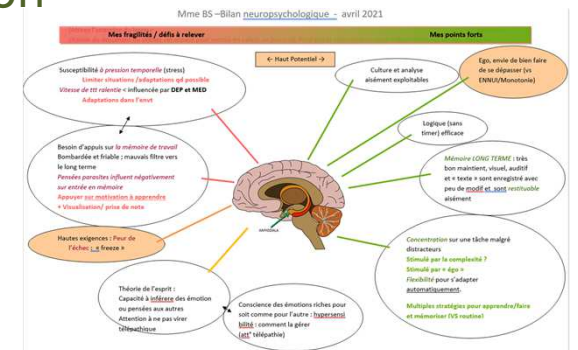 on
Mme BS –Bilan neuropsychologique - avril 2021
Mes fragilités / défis à relever
Mes points forts
← Haut Potentiel →
Susceptibilité à pression temporelle (stress)
Limiter situations /adaptations qd possible
Vitesse de ttt ralentie < influencée par DEP et MED
Adaptations dans l'envt
Besoin d'appuis sur la mémoire de travail
Bombardée et friable ; mauvais filtre vers
le long terme
Pensées parasites influent négativement
sur entrée en mémoire
Appuyer sur motivation à apprendre
+ Visualisation/ prise de note
Hautes exigences : Peur de
l'échec : « freeze »
Théorie de l'esprit :
Capacité à inférere des émotion
ou pensées aux autres
Attention à ne pas virer
télépathique
Conscience des émotions riches pour
soit comme pour l'autre : hypersensi
bilité : comment la gérer
(att° télépathie)
AMYGDALA
Culture et analyse
aisément exploitables
Ego, envie de bien faire
de se dépasser (vs
ENNUI/Monotonie)
Logique (sans
timer) efficace
Mémoire LONG TERME : très
bon maintient, visuel, auditif
et « texte » sont enregistré avec
peu de modif et sont restituable
aisément
Concentration sur une tâche malgré
distracteurs
Stimulé par la complexité ?
Stimulé par « égo »
Flexibilité pour s'adapter
automatiquement.
Multiples stratégies pour apprendre/faire
et mémoriser (VS routine)